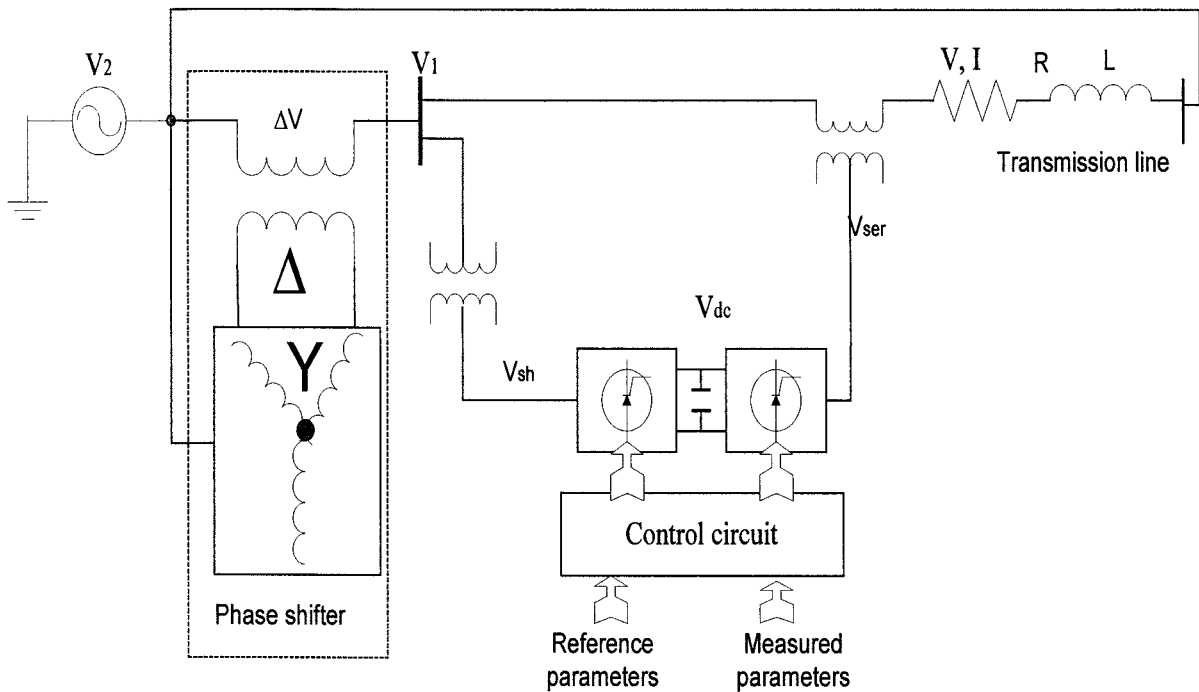 V2
ΔV
V1
V, I
R
L
Transmission line
Vser
Δ
Y
Vdc
Vsh
Control circuit
Phase shifter
Reference
parameters
Measured
parameters